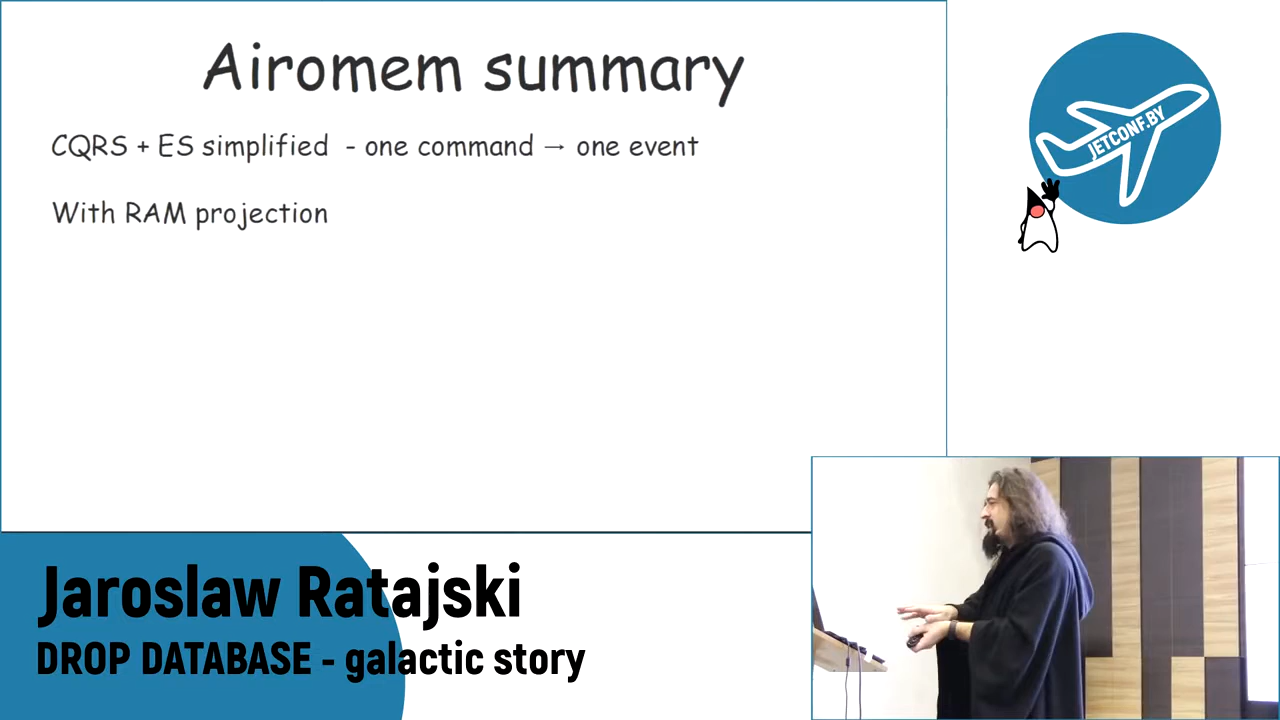 Airomem summary
CQRS + ES simplified - one command → one event
With RAM projection
JETCONF.BY
Jaroslaw Ratajski
DROP DATABASE - galactic story